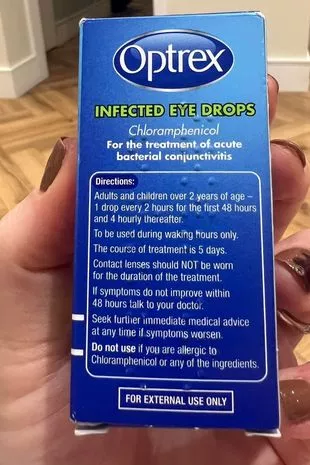 Optrex
INFECTED EYE DROPS
Chloramphenicol
For the treatment of acute
bacterial conjunctivitis
Directions:
Adults and children over 2 years of age –
1 drop every 2 hours for the first 48 hours
and 4 hourly thereafter.
To be used during waking hours only.
The course of treatment is 5 days.
Contact lenses should NOT be worn
for the duration of the treatment.
If symptoms do not improve within
48 hours talk to your doctor.
Seek further immediate medical advice
at any time if symptoms worsen.
Do not use if you are allergic to
Chloramphenicol or any of the ingredients.
FOR EXTERNAL USE ONLY